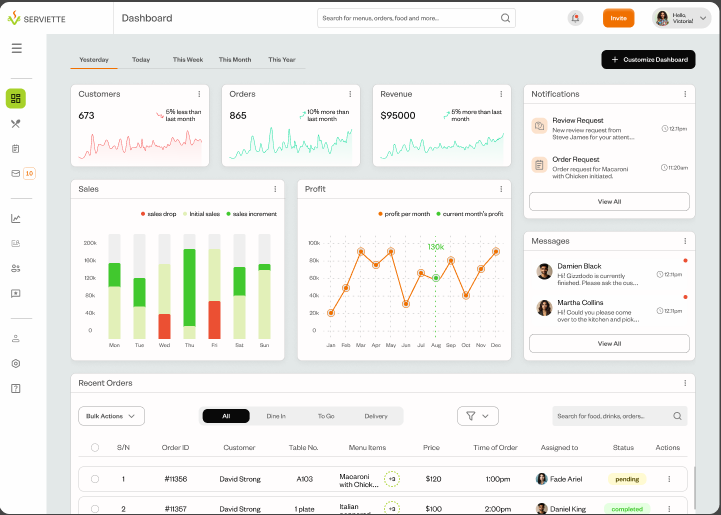 SERVIETTE
Dashboard
Search for menus, orders, food and more...
Invite
Hello,
Victoria!
Yesterday
Today
This Week
This Month
This Year
+ Customize Dashboard
Customers
673
5% less than
last month
Orders
865
10% more than
last month
Revenue
$95000
5% more than
last month
Notifications
Review Request
New review request from
Steve James for your attent...
12.11pm
Order Request
Order request for Macaroni
with Chicken initiated.
11:20am
View All
10
Sales
sales drop
Initial sales
sales increment
200k
160k
120k
80k
40k
0
Mon
Tue
Wed
Thu
Fri
Sat
Sun
Profit
profit per month
current month's profit
130k
100k
80k
60k
40k
20k
0
Jan
Feb
Mar
Apr
May
Jun
Jul
Aug
Sep
Oct
Nov
Dec
Messages
Damien Black
Hi! Gizzdodo is currently
finished. Please ask the cus...
12.11pm
Martha Collins
Hi! Could you please come
over to the kitchen and pick...
12.11pm
View All
Recent Orders
Bulk Actions
All
Dine In
To Go
Delivery
Search for food, drinks, orders...
S/N
Order ID
Customer
Table No.
Menu Items
Price
Time of Order
Assigned to
Status
Actions
1
#11356
David Strong
A103
Macaroni
with Chick...
+3
$120
1:00pm
Fade Ariel
pending
2
#11357
David Strong
1 plate
Italian
+3
$100
2:00pm
Daniel King
completed